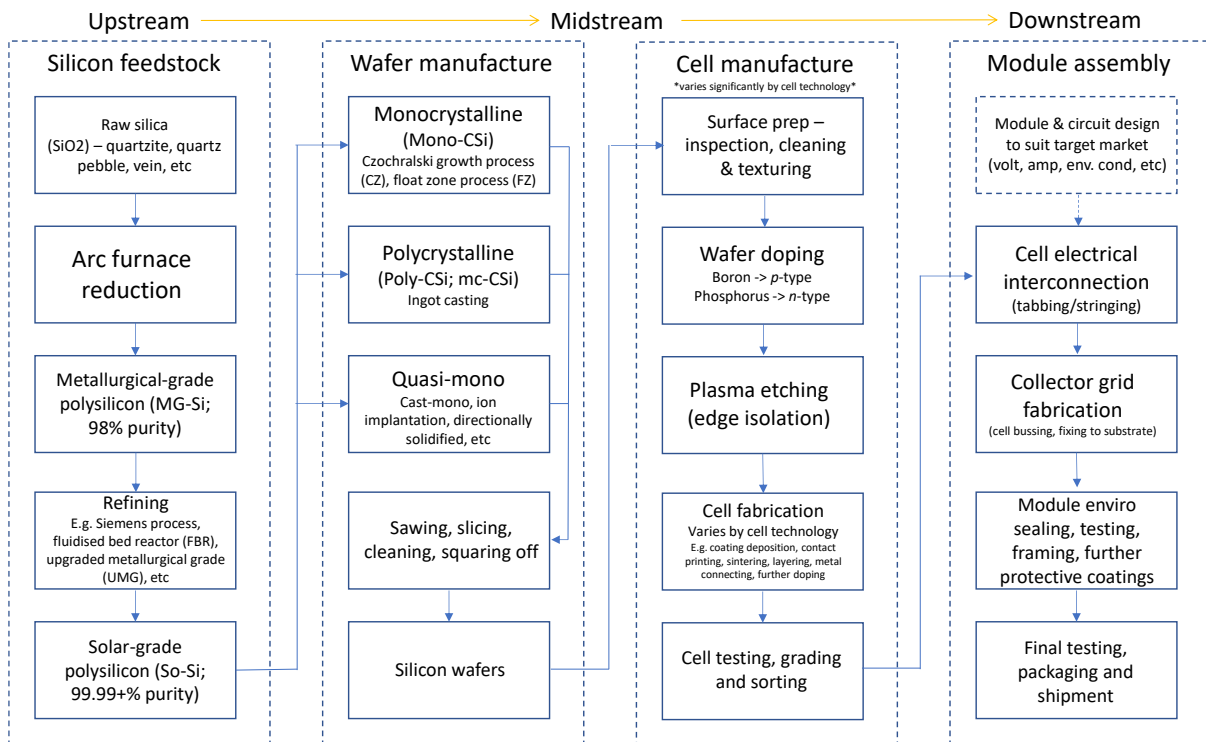 Upstream
Midstream
Downstream
Silicon feedstock
Raw silica
(SiO2) – quartzite, quartz
pebble, vein, etc
Arc furnace
reduction
Metallurgical-grade
polysilicon (MG-Si;
98% purity)
Refining
E.g. Siemens process,
fluidised bed reactor (FBR),
upgraded metallurgical grade
(UMG), etc
Solar-grade
polysilicon (So-Si;
99.99+% purity)
Wafer manufacture
Monocrystalline
(Mono-CSi)
Czochralski growth process
(CZ), float zone process (FZ)
Polycrystalline
(Poly-CSi; mc-CSi)
Ingot casting
Quasi-mono
Cast-mono, ion
implantation, directionally
solidified, etc
Sawing, slicing,
cleaning, squaring off
Silicon wafers
Cell manufacture
*varies significantly by cell technology*
Surface prep –
inspection, cleaning
& texturing
Wafer doping
Boron -> p-type
Phosphorus -> n-type
Plasma etching
(edge isolation)
Cell fabrication
Varies by cell technology
E.g. coating deposition, contact
printing, sintering, layering, metal
connecting, further doping
Cell testing, grading
and sorting
Module assembly
Module & circuit design
to suit target market
(volt, amp, env. cond, etc)
Cell electrical
interconnection
(tabbing/stringing)
Collector grid
fabrication
(cell bussing, fixing to substrate)
Module enviro
sealing, testing,
framing, further
protective coatings
Final testing,
packaging and
shipment